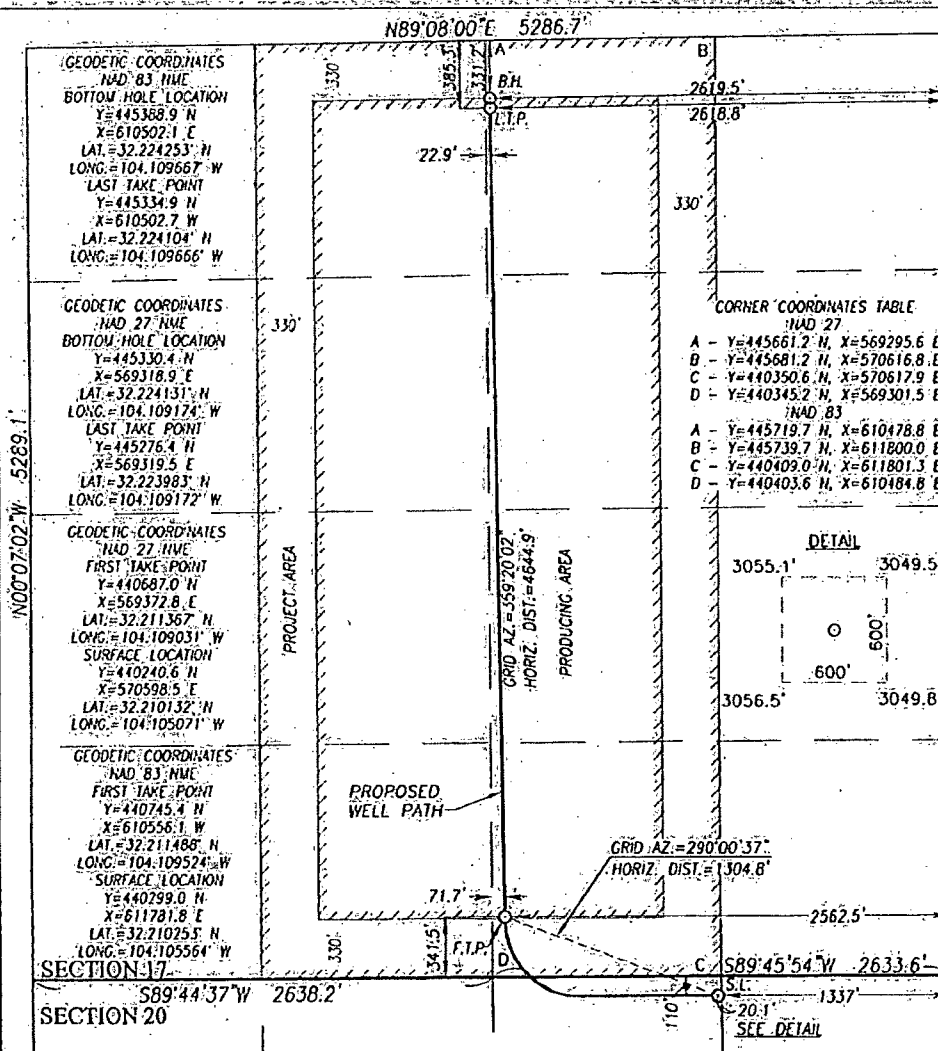 N89°08'00"E 5286.7'
GEODETIC COORDINATES
NAD 83 NME
BOTTOM HOLE LOCATION
Y=445388.9 N
X=610502.1 E
LAT.=32.224253° N
LONG.=104.109667° W
LAST TAKE POINT
Y=445334.9 N
X=610502.7 W
LAT.=32.224104° N
LONG.=104.109666° W
GEODETIC COORDINATES
NAD 27 NME
BOTTOM HOLE LOCATION
Y=445330.4 N
X=569318.9 E
LAT.=32.224131° N
LONG.=104.109174° W
LAST TAKE POINT
Y=445276.4 N
X=569319.5 E
LAT.=32.223983° N
LONG.=104.109172° W
GEODETIC COORDINATES
NAD 27 NME
FIRST TAKE POINT
Y=440687.0 N
X=569372.8 E
LAT.=32.211367° N
LONG.=104.109031° W
SURFACE LOCATION
Y=440240.6 N
X=570598.5 E
LAT.=32.210132° N
LONG.=104.105071° W
GEODETIC COORDINATES
NAD 83 NME
FIRST TAKE POINT
Y=440745.4 N
X=610556.1 W
LAT.=32.211488° N
LONG.=104.109524° W
SURFACE LOCATION
Y=440299.0 N
X=611781.8 E
LAT.=32.210253° N
LONG.=104.105564° W
N00°07'02"W 5289.1'
330'
385.3'
A
B
B.H.
L.T.P.
2619.5'
2618.8'
22.9'
330'
330'
CORNER COORDINATES TABLE
NAD 27
A - Y=445661.2 N, X=569295.6 E
B - Y=445681.2 N, X=570616.8 E
C - Y=440350.6 N, X=570617.9 E
D - Y=440345.2 N, X=569301.5 E
NAD 83
A - Y=445719.7 N, X=610478.8 E
B - Y=445739.7 N, X=611800.0 E
C - Y=440409.0 N, X=611801.3 E
D - Y=440403.6 N, X=610484.8 E
PROJECT AREA
GRID AZ.=359°20'02"
HORIZ. DIST.=4644.9'
PRODUCING AREA
DETAIL
3055.1'
3049.5
600'
600'
3056.5'
3049.8
PROPOSED
WELL PATH
GRID AZ.=290°00'37"
HORIZ. DIST.=1304.8'
71.7'
2562.5'
330'
341.5'
F.T.P.
D
C
S89°45'54"W 2633.6'
SECTION 17
S89°44'37"W 2638.2'
SECTION 20
S.L.
1337'
110'
20.1'
SEE DETAIL